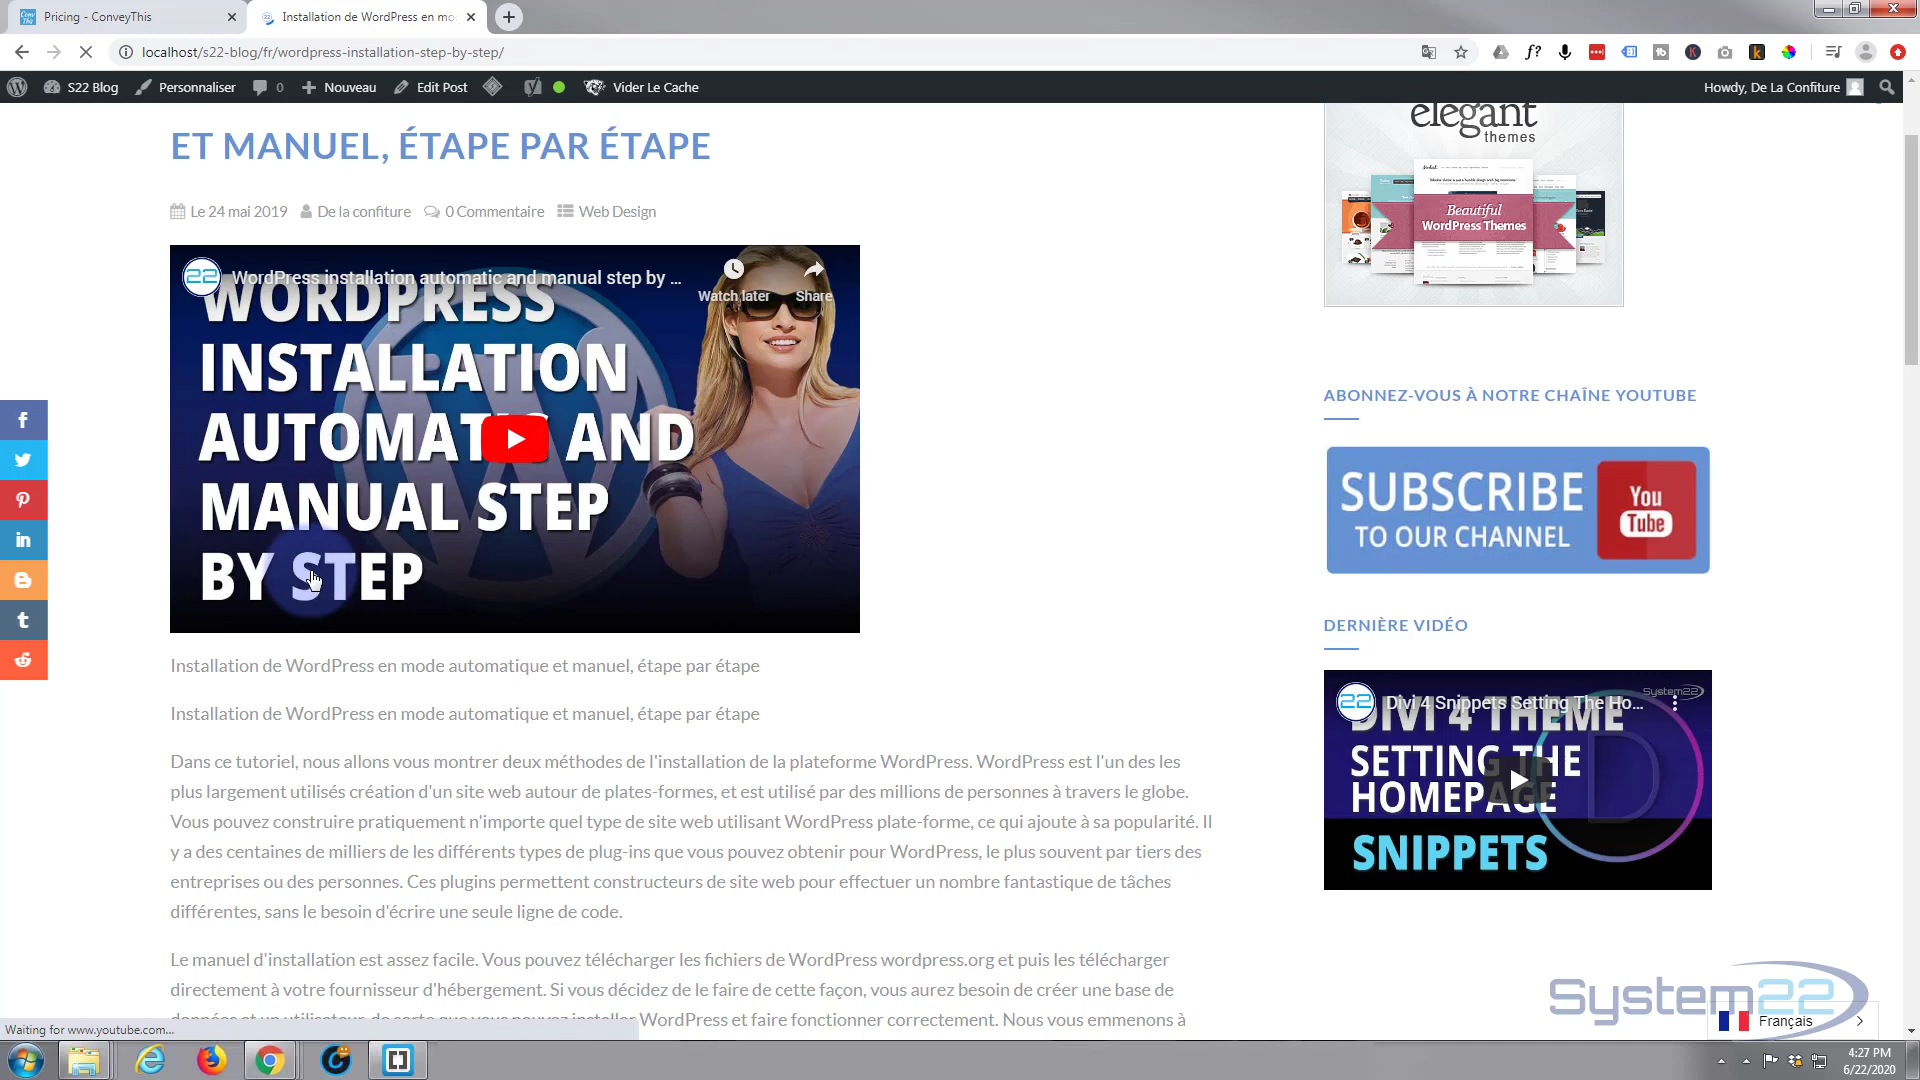 Pricing - ConveyThis
Installation de WordPress en mo
localhost/s22-blog/fr/wordpress-installation-step-by-step/
S22 Blog
Personnaliser
0
Nouveau
Edit Post
Vider Le Cache
Howdy, De La Confiture
ET MANUEL, ÉTAPE PAR ÉTAPE
Le 24 mai 2019
De la confiture
0 Commentaire
Web Design
WordPress installation automatic and manual step by ...
Watch later
Share
WORDPRESS
INSTALLATION
AUTOMATIC AND
MANUAL STEP
BY STEP
Installation de WordPress en mode automatique et manuel, étape par étape
Installation de WordPress en mode automatique et manuel, étape par étape
Dans ce tutoriel, nous allons vous montrer deux méthodes de l'installation de la plateforme WordPress. WordPress est l'un des les
plus largement utilisés création d'un site web autour de plates-formes, et est utilisé par des millions de personnes à travers le globe.
Vous pouvez construire pratiquement n'importe quel type de site web utilisant WordPress plate-forme, ce qui ajoute à sa popularité. Il
y a des centaines de milliers de les différents types de plug-ins que vous pouvez obtenir pour WordPress, le plus souvent par tiers des
entreprises ou des personnes. Ces plugins permettent constructeurs de site web pour effectuer un nombre fantastique de tâches
différentes, sans le besoin d'écrire une seule ligne de code.
Le manuel d'installation est assez facile. Vous pouvez télécharger les fichiers de WordPress wordpress.org et puis les télécharger
directement à votre fournisseur d'hébergement. Si vous décidez de le faire de cette façon, vous aurez besoin de créer une base de
WordPress et faire fonctionner correctement. Nous vous emmenons à
elegant
themes
Beautiful
WordPress Themes
ABONNEZ-VOUS À NOTRE CHAÎNE YOUTUBE
SUBSCRIBE
TO OUR CHANNEL
You
Tube
DERNIÈRE VIDÉO
System22
22
Divi 4 Snippets Setting The Ho...
DIVI 4 THEME
SETTING THE
HOMEPAGE
SNIPPETS
System22
Français
Waiting for www.youtube.com...
4:27 PM
6/22/2020